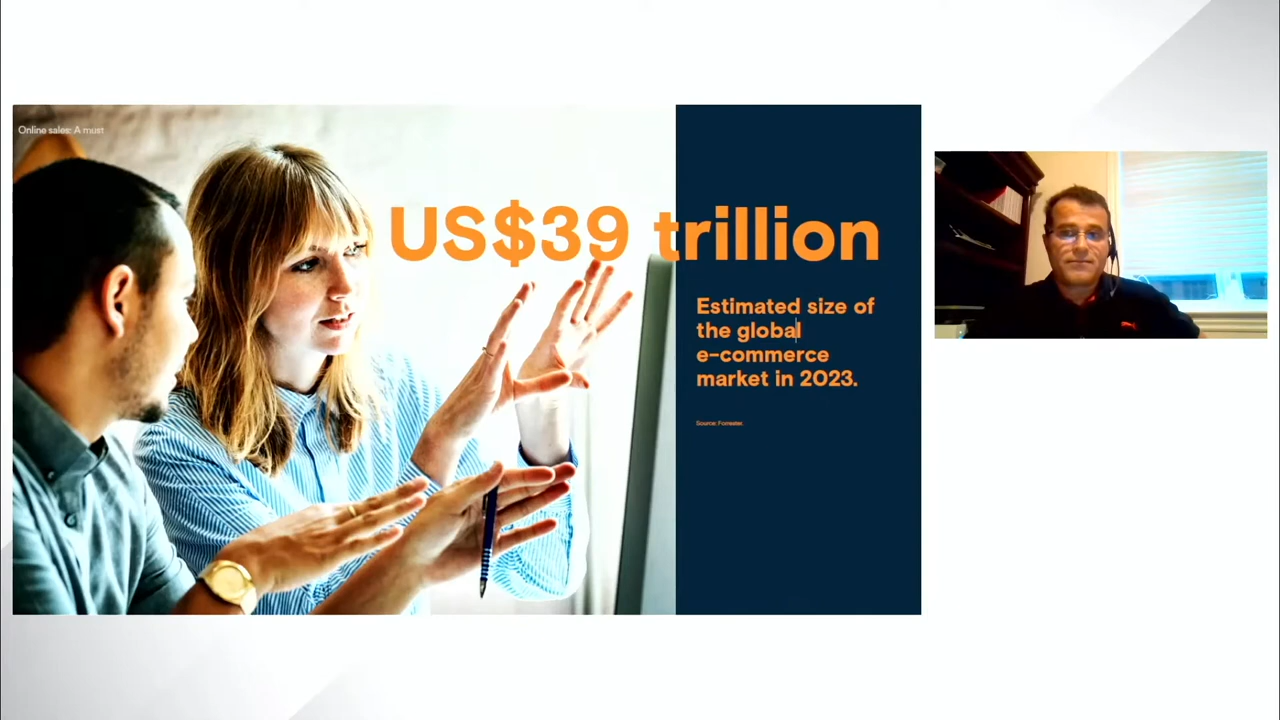 Online sales: A must
US$39 trillion
Estimated size of
the global
e-commerce
market in 2023.
Source: Forrester.